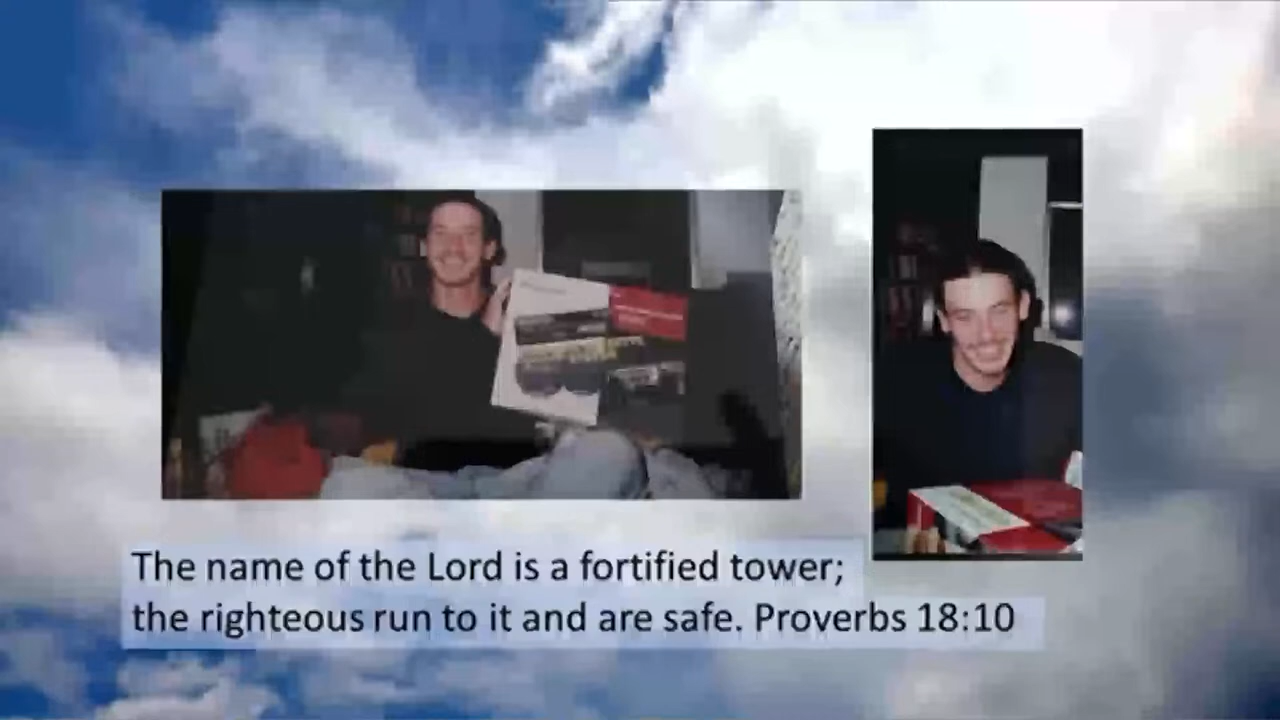 The name of the Lord is a fortified tower;
the righteous run to it and are safe. Proverbs 18:10